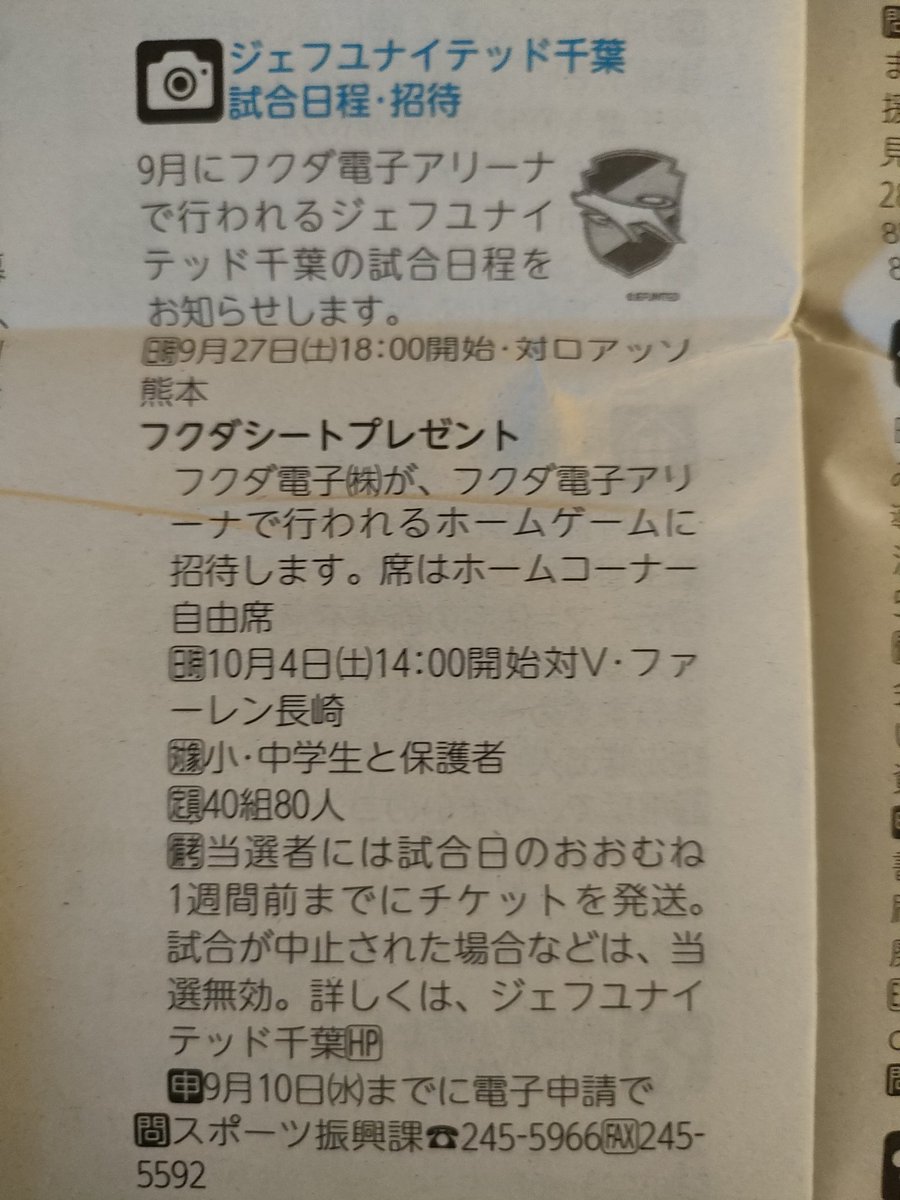 ジェフユナイテッド千葉
試合日程・招待
9月にフクダ電子アリーナ
で行われるジェフユナイ
テッド千葉の試合日程を
お知らせします。
日時9月27日(土)18:00開始・対ロアッソ
熊本
フクダシートプレゼント
フクダ電子㈱が、フクダ電子アリ
ーナで行われるホームゲームに
招待します。席はホームコーナー
自由席
日時10月4日(土)14:00開始対V・ファ
ーレン長崎
対象小・中学生と保護者
定員40組80人
備考当選者には試合日のおおむね
1週間前までにチケットを発送。
試合が中止された場合などは、当
選無効。詳しくは、ジェフユナイ
テッド千葉HP
申9月10日(水)までに電子申請で
問スポーツ振興課☎245-5966FAX245-
5592